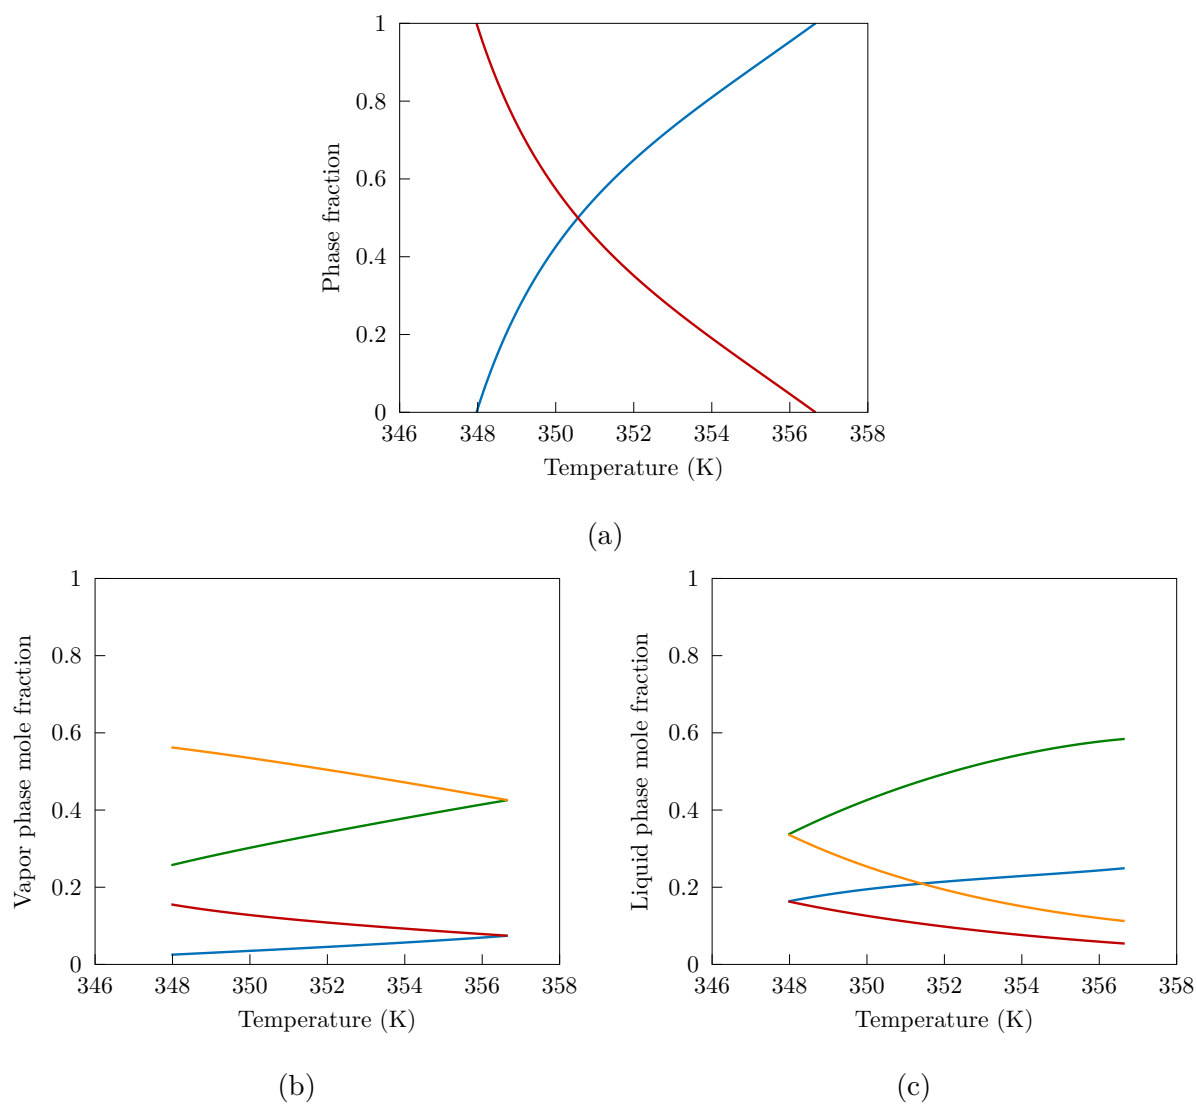 1
0.8
0.6
0.4
0.2
0
Phase fraction
346 348 350 352 354 356 358
Temperature (K)
(a)
1
0.8
0.6
0.4
0.2
0
Vapor phase mole fraction
346 348 350 352 354 356 358
Temperature (K)
(b)
1
0.8
0.6
0.4
0.2
0
Liquid phase mole fraction
346 348 350 352 354 356 358
Temperature (K)
(c)